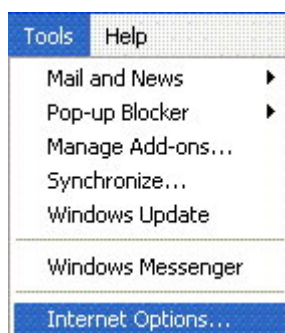 Tools Help
Mail and News
Pop-up Blocker
Manage Add-ons...
Synchronize...
Windows Update
Windows Messenger
Internet Options...